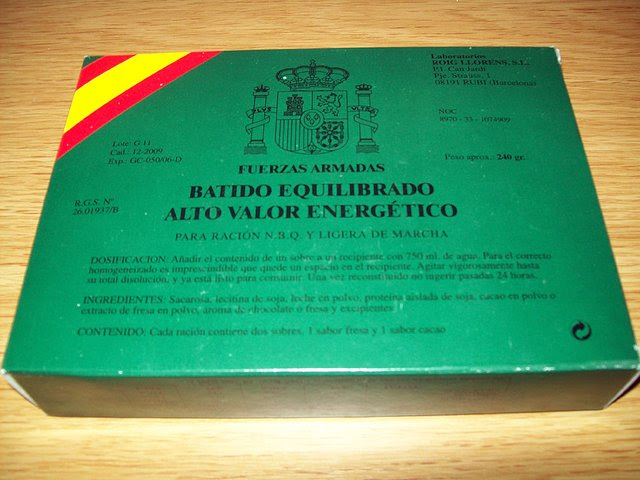 Laboratorios
ROIG LLORENS, S.L.
P.I. Can Jardí
Pje. Strauss, 1
08191 RUBI (Barcelona)
PLVS
VLTRA
NOC
8970 - 33 - 1074909
Lote: G-11
Cad.: 12-2009
Exp.: GC-050/06-D
Peso aprox.: 240 gr.
FUERZAS ARMADAS
BATIDO EQUILIBRADO
ALTO VALOR ENERGÉTICO
R.G.S. Nº
26.01937/B
PARA RACIÓN N.B.Q. Y LIGERA DE MARCHA
DOSIFICACION: Añadir el contenido de un sobre a un recipiente con 750 ml. de agua. Para el correcto
homogeneizado es imprescindible que quede un espacio en el recipiente. Agitar vigorosamente hasta
su total disolución, y ya está listo para consumir. Una vez reconstituido no ingerir pasadas 24 horas.
INGREDIENTES: Sacarosa, lecitina de soja, leche en polvo, proteína aislada de soja, cacao en polvo o
extracto de fresa en polvo, aroma de chocolate o fresa y excipientes
CONTENIDO: Cada ración contiene dos sobres, 1 sabor fresa y 1 sabor cacao